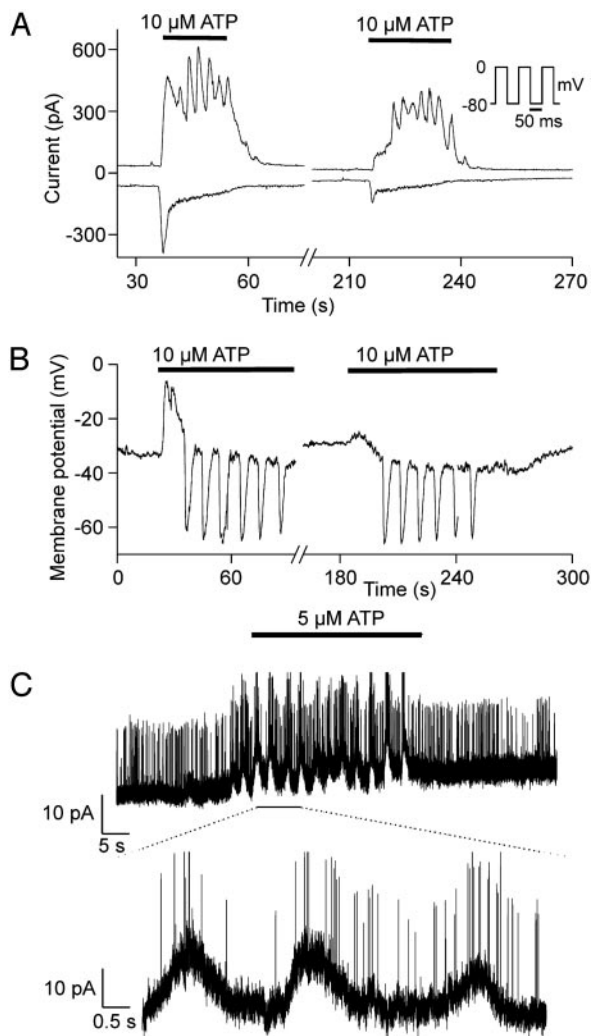 A
10 µM ATP
10 µM ATP
600
300
0
-300
Current (pA)
0
-80
mV
50 ms
30
60
210
240
270
Time (s)
B
10 µM ATP
10 µM ATP
0
-20
-40
-60
Membrane potential (mV)
0
60
180
240
300
Time (s)
5 µM ATP
C
10 pA
5 s
10 pA
0.5 s